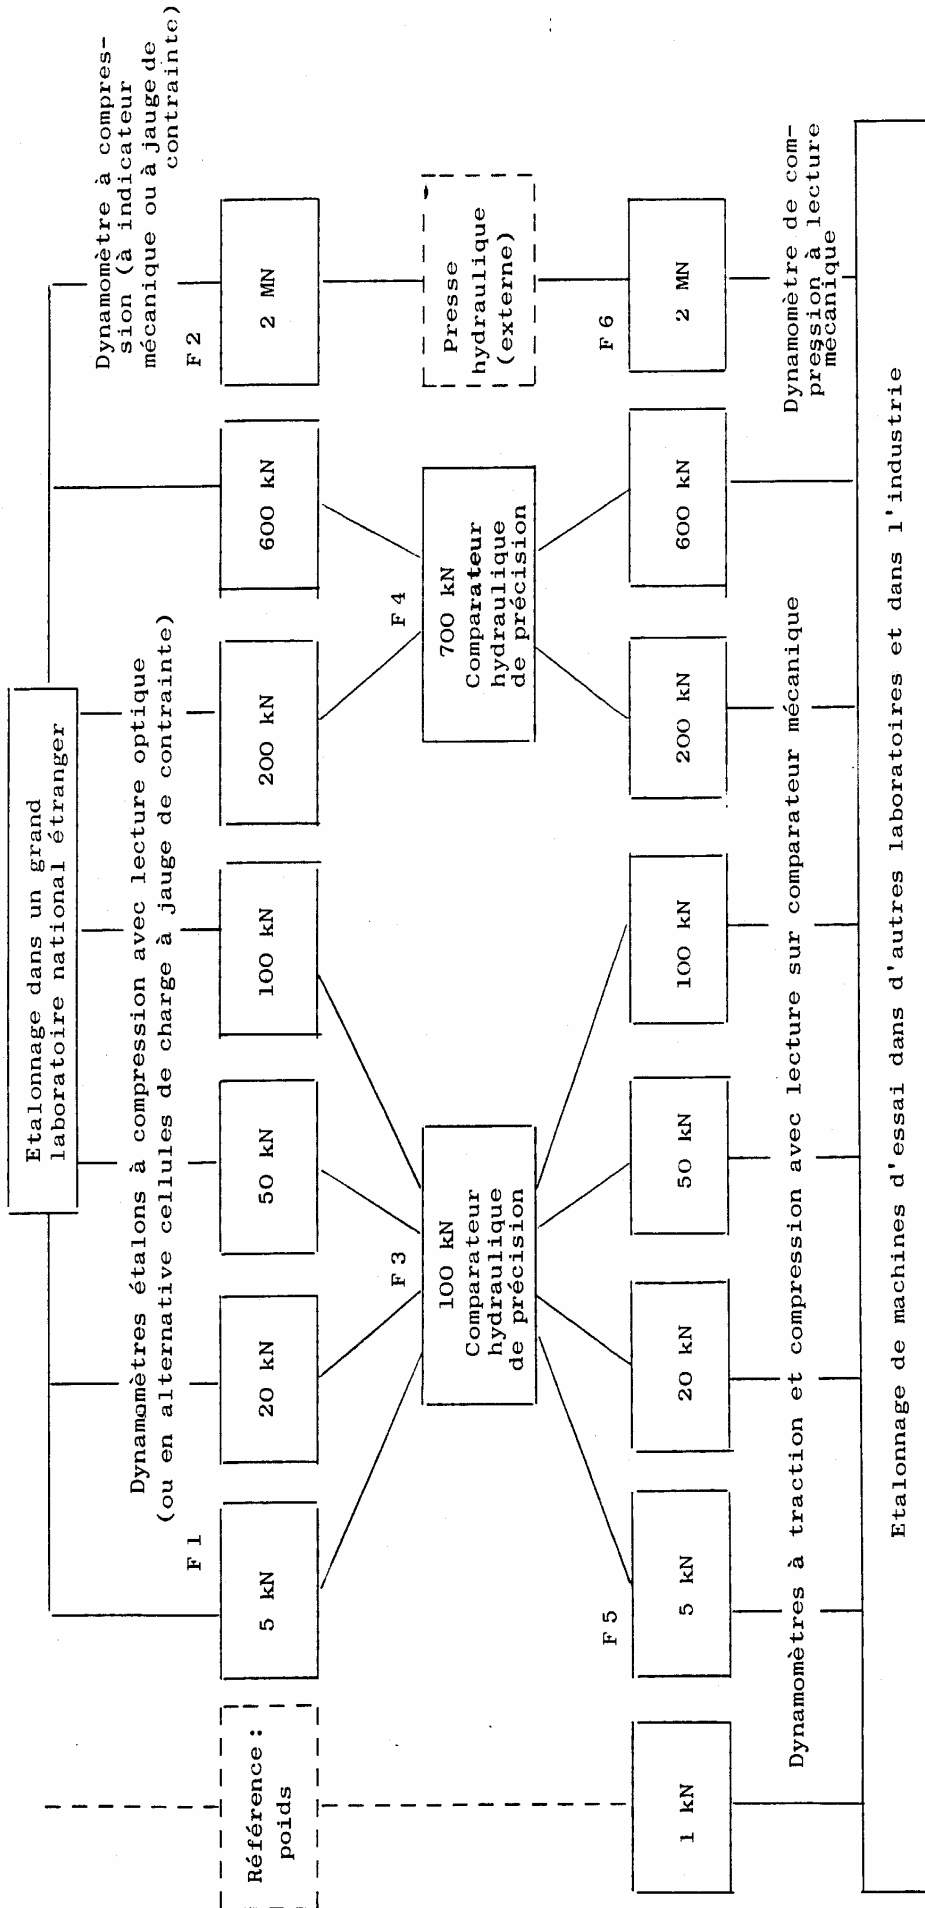 Etalonnage dans un grand
laboratoire national étranger
Dynamomètres étalons à compression avec lecture optique
(ou en alternative cellules de charge à jauge de contrainte)
Dynamomètre à compres-
sion (à indicateur
mécanique ou à jauge de
contrainte)
F 1
F 2
Référence :
poids
5 kN
20 kN
50 kN
100 kN
200 kN
600 kN
2 MN
F 3
100 kN
Comparateur
hydraulique
de précision
F 4
700 kN
Comparateur
hydraulique
de précision
Presse
hydraulique
(externe)
F 5
F 6
1 kN
5 kN
20 kN
50 kN
100 kN
200 kN
600 kN
2 MN
Dynamomètres à traction et compression avec lecture sur comparateur mécanique
Dynamomètre de com-
pression à lecture
mécanique
Etalonnage de machines d'essai dans d'autres laboratoires et dans l'industrie